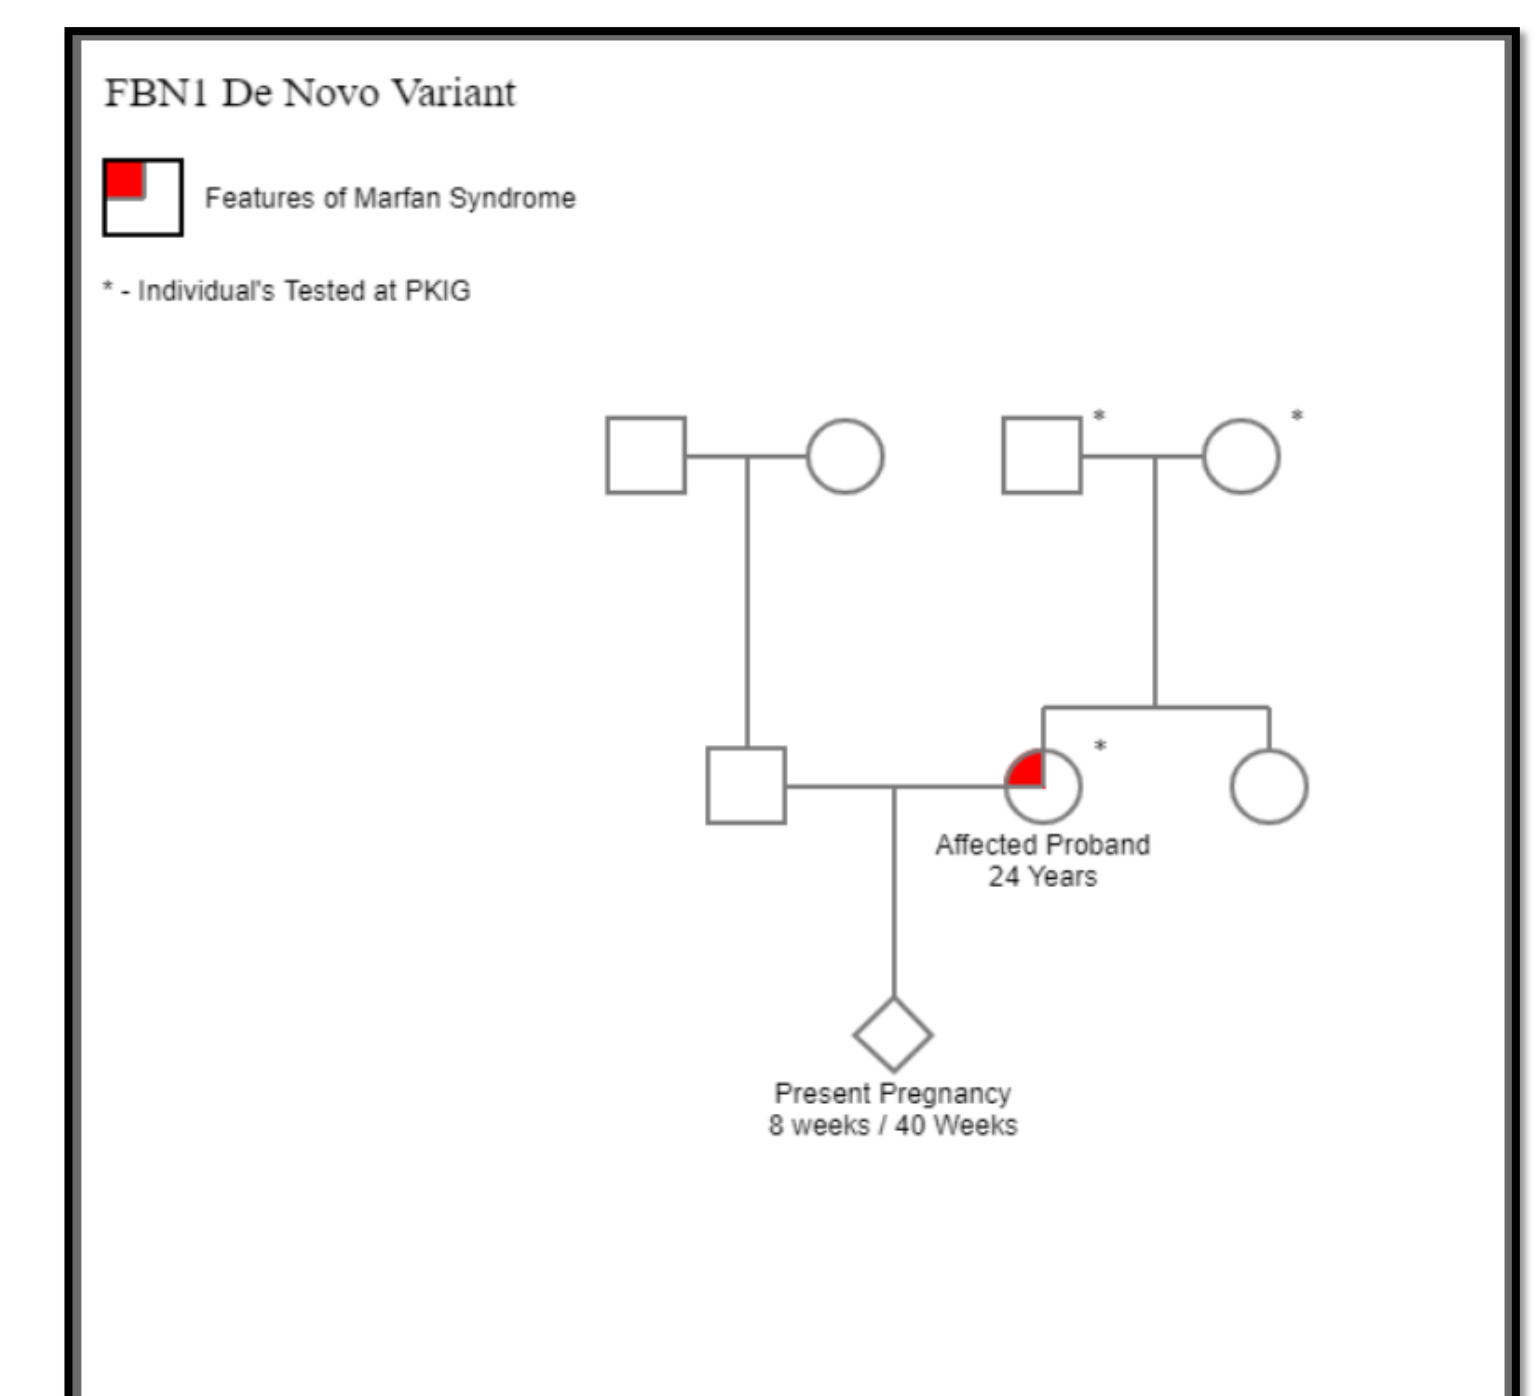 FBN1 De Novo Variant
Features of Marfan Syndrome
* - Individual's Tested at PKIG
*
*
*
Affected Proband
24 Years
Present Pregnancy
8 weeks / 40 Weeks